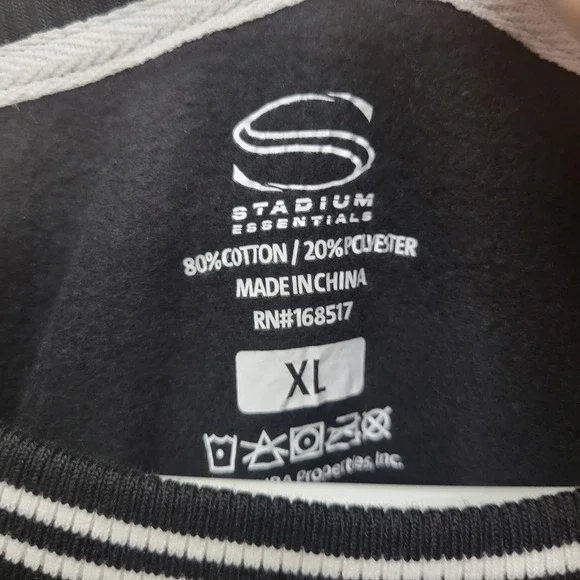 STADIUM
ESSENTIALS
80% COTTON / 20% POLYESTER
MADE IN CHINA
RN#168517
XL
Properties, Inc.